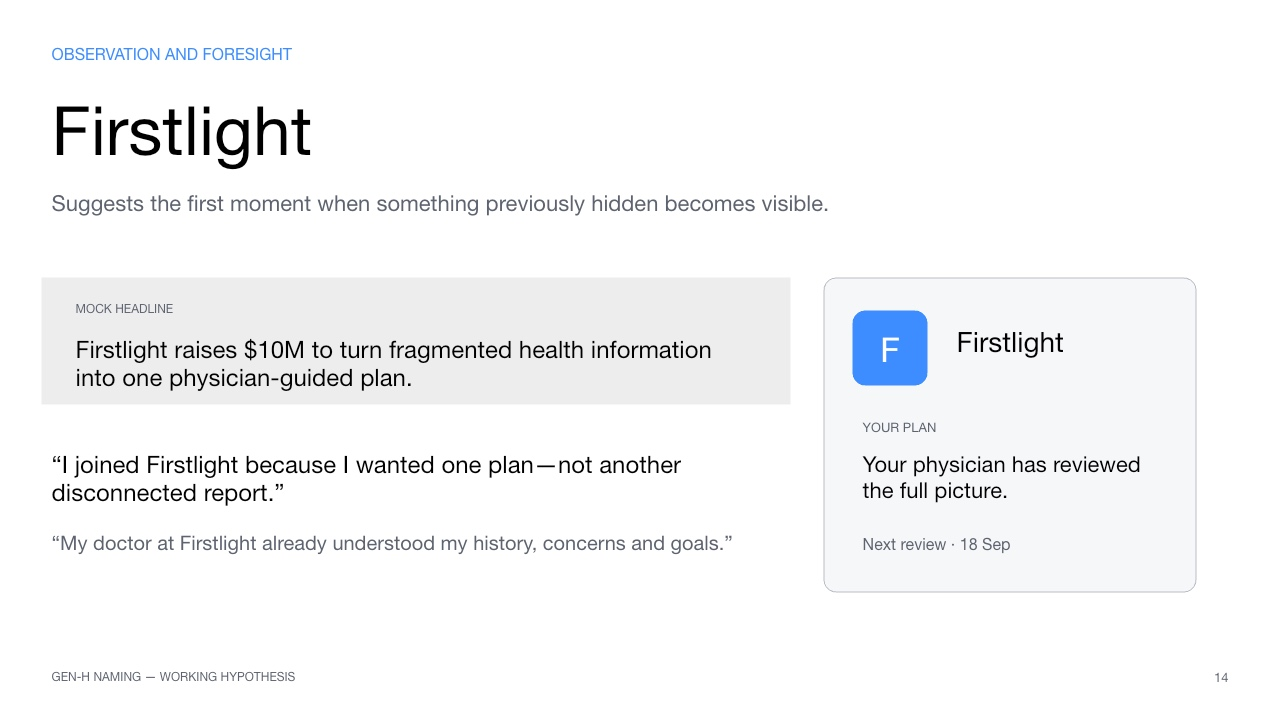 OBSERVATION AND FORESIGHT
Firstlight
Suggests the first moment when something previously hidden becomes visible.
MOCK HEADLINE
Firstlight raises $10M to turn fragmented health information
into one physician-guided plan.
“I joined Firstlight because I wanted one plan—not another
disconnected report.”
“My doctor at Firstlight already understood my history, concerns and goals.”
F
Firstlight
YOUR PLAN
Your physician has reviewed
the full picture.
Next review · 18 Sep
GEN-H NAMING — WORKING HYPOTHESIS
14